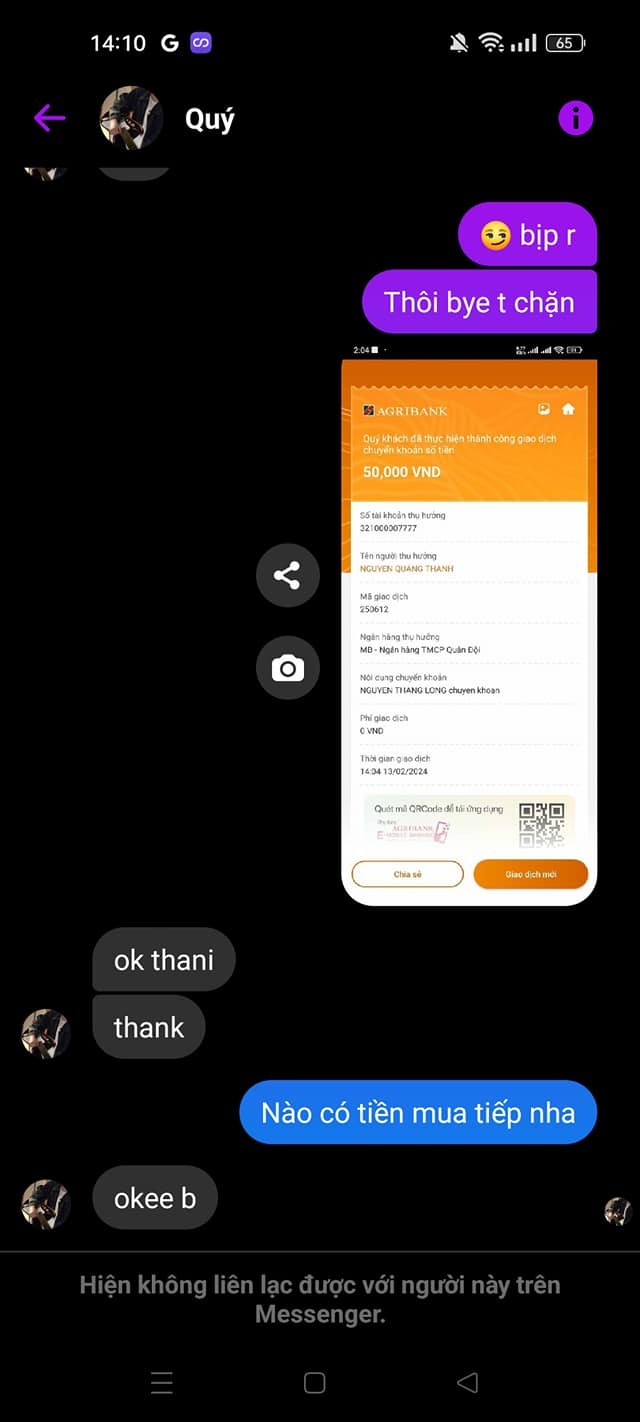 14:10
65
Quý
😏 bịp r
Thôi bye t chặn
2:04
AGRIBANK
Quý khách đã thực hiện thành công giao dịch
chuyển khoản số tiền
50,000 VND
Số tài khoản thụ hưởng
321000007777
Tên người thụ hưởng
NGUYEN QUANG THANH
Mã giao dịch
250612
Ngân hàng thụ hưởng
MB - Ngân hàng TMCP Quân Đội
Nội dung chuyển khoản
NGUYEN THANG LONG chuyen khoan
Phí giao dịch
0 VND
Thời gian giao dịch
14:04 13/02/2024
Quét mã QRCode để tải ứng dụng
AGRIBANK
Chia sẻ
Giao dịch mới
ok thani
thank
Nào có tiền mua tiếp nha
okee b
Hiện không liên lạc được với người này trên
Messenger.